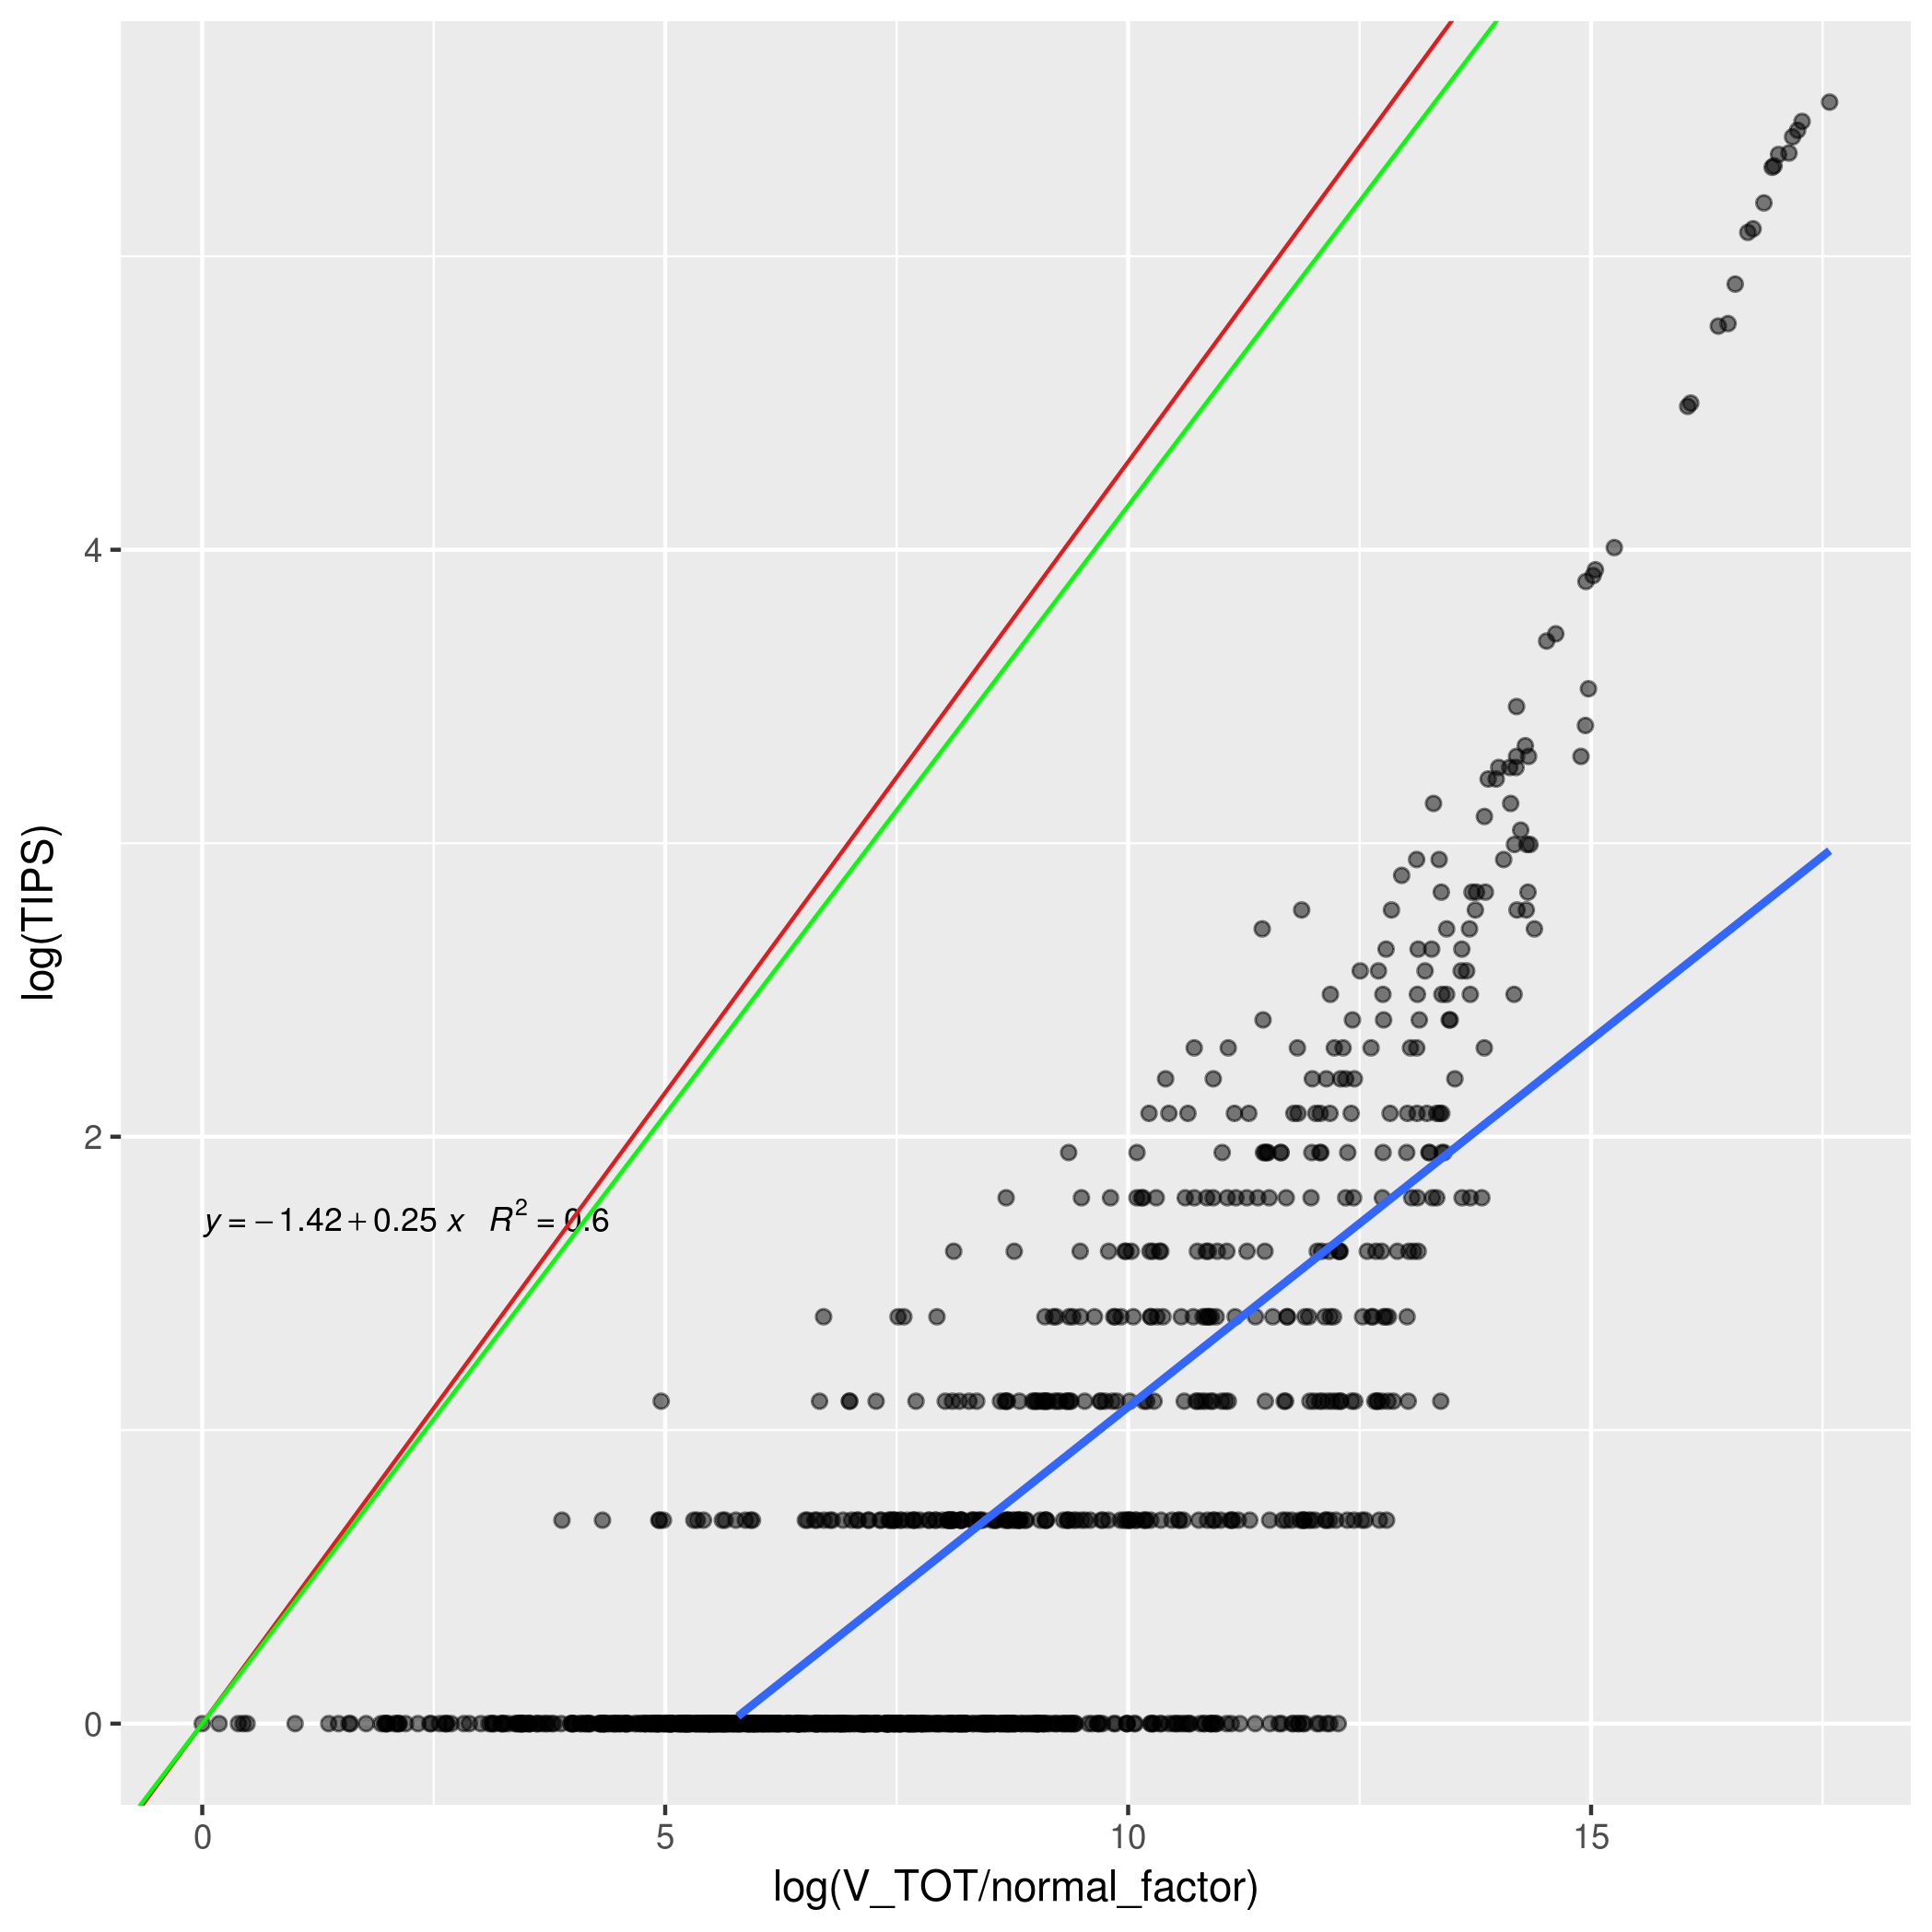 4
2
0
log(TIPS)
y = −1.42 + 0.25 x R² = 0.6
0 5 10 15
log(V_TOT/normal_factor)